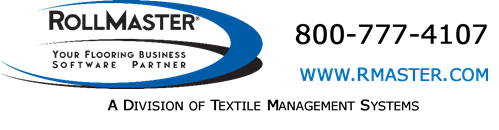 ROLLMASTER®
YOUR FLOORING BUSINESS
SOFTWARE PARTNER
800-777-4107
WWW.RMASTER.COM
A DIVISION OF TEXTILE MANAGEMENT SYSTEMS